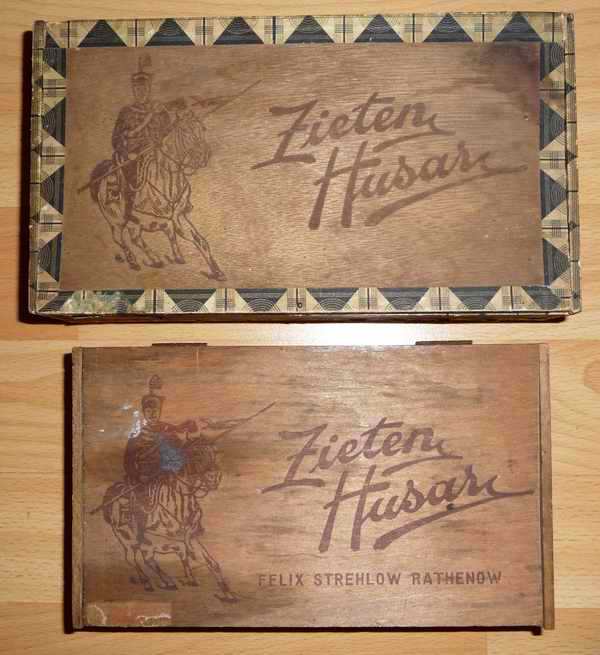 Zieten
Husar
Zieten
Husar
FELIX STREHLOW RATHENOW